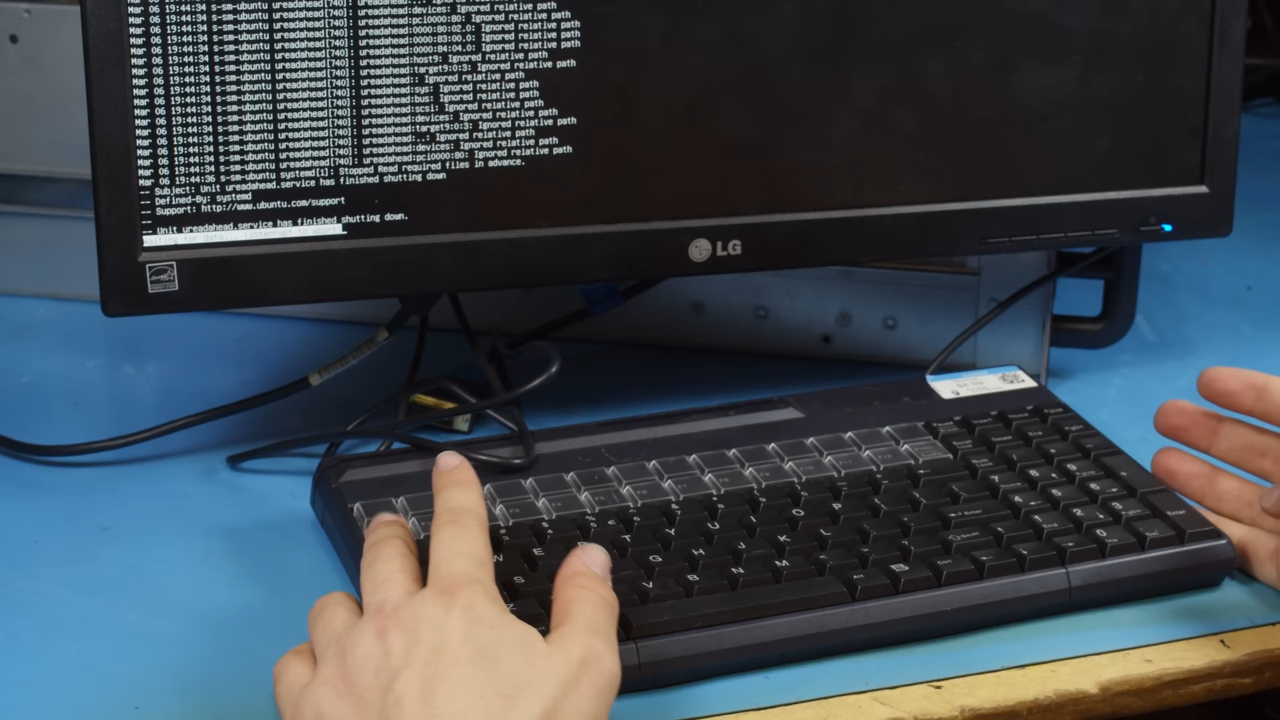 Mar 06 19:44:34 s-sm-ubuntu ureadahead[740]: ureadahead:..: Ignored relative path
Mar 06 19:44:34 s-sm-ubuntu ureadahead[740]: ureadahead:devices: Ignored relative path
Mar 06 19:44:34 s-sm-ubuntu ureadahead[740]: ureadahead:pci0000:80: Ignored relative path
Mar 06 19:44:34 s-sm-ubuntu ureadahead[740]: ureadahead:0000:80:02.0: Ignored relative path
Mar 06 19:44:34 s-sm-ubuntu ureadahead[740]: ureadahead:0000:83:00.0: Ignored relative path
Mar 06 19:44:34 s-sm-ubuntu ureadahead[740]: ureadahead:0000:84:04.0: Ignored relative path
Mar 06 19:44:34 s-sm-ubuntu ureadahead[740]: ureadahead:host9: Ignored relative path
Mar 06 19:44:34 s-sm-ubuntu ureadahead[740]: ureadahead:target9:0:3: Ignored relative path
Mar 06 19:44:34 s-sm-ubuntu ureadahead[740]: ureadahead:: Ignored relative path
Mar 06 19:44:34 s-sm-ubuntu ureadahead[740]: ureadahead:sys: Ignored relative path
Mar 06 19:44:34 s-sm-ubuntu ureadahead[740]: ureadahead:bus: Ignored relative path
Mar 06 19:44:34 s-sm-ubuntu ureadahead[740]: ureadahead:scsi: Ignored relative path
Mar 06 19:44:34 s-sm-ubuntu ureadahead[740]: ureadahead:devices: Ignored relative path
Mar 06 19:44:34 s-sm-ubuntu ureadahead[740]: ureadahead:target9:0:3: Ignored relative path
Mar 06 19:44:34 s-sm-ubuntu ureadahead[740]: ureadahead:..: Ignored relative path
Mar 06 19:44:34 s-sm-ubuntu ureadahead[740]: ureadahead:devices: Ignored relative path
Mar 06 19:44:34 s-sm-ubuntu ureadahead[740]: ureadahead:pci0000:80: Ignored relative path
Mar 06 19:44:36 s-sm-ubuntu systemd[1]: Stopped Read required files in advance.
-- Subject: Unit ureadahead.service has finished shutting down
-- Defined-By: systemd
-- Support: http://www.ubuntu.com/support
--
-- Unit ureadahead.service has finished shutting down.
Waiting for data... (interrupt to abort)
LG
W E T U O P
S G H J K L
Z V B N M